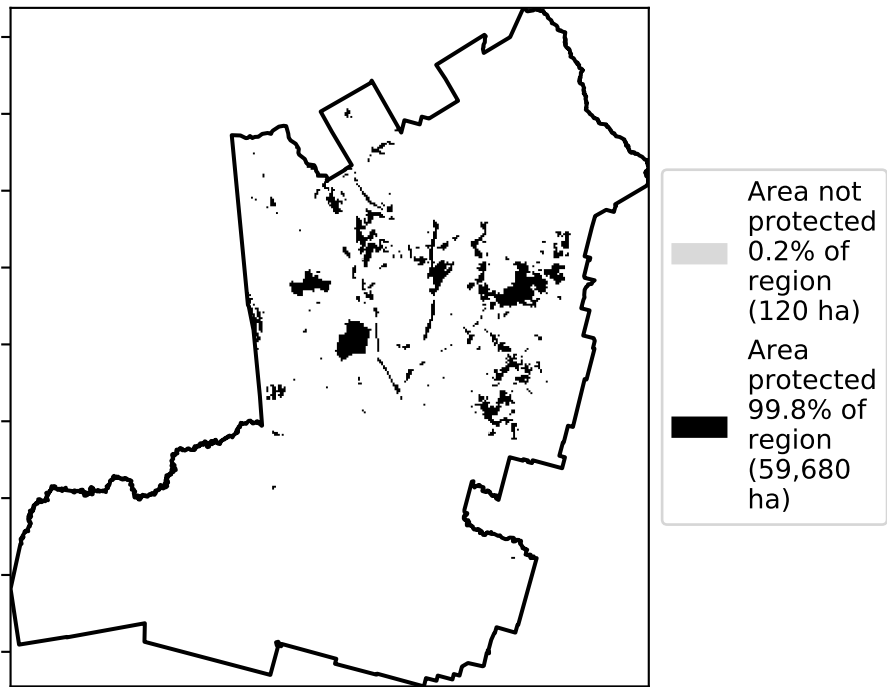 Area not
protected
0.2% of
region
(120 ha)
Area
protected
99.8% of
region
(59,680
ha)